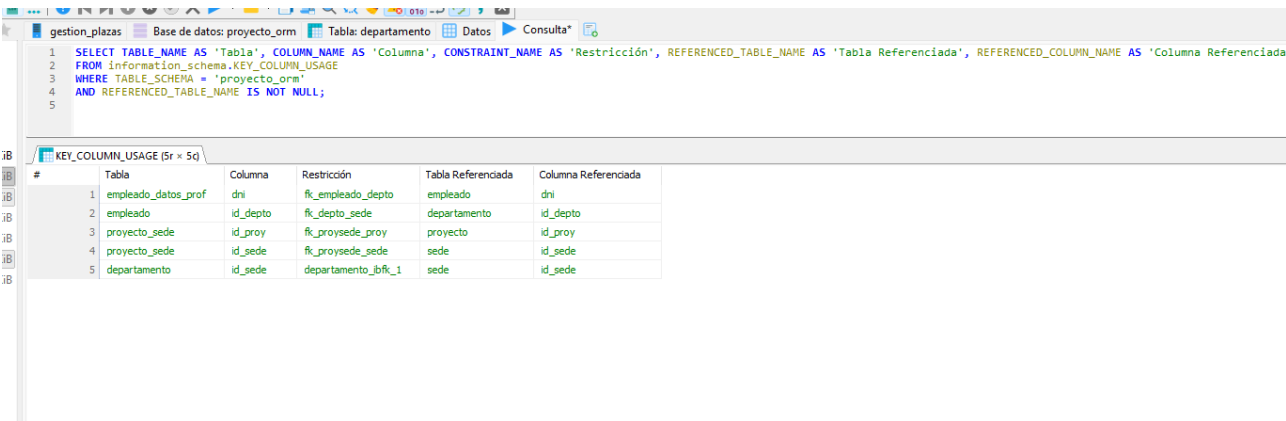 gestion_plazas Base de datos: proyecto_orm Tabla: departamento Datos Consulta*
1 SELECT TABLE_NAME AS 'Tabla', COLUMN_NAME AS 'Columna', CONSTRAINT_NAME AS 'Restricción', REFERENCED_TABLE_NAME AS 'Tabla Referenciada', REFERENCED_COLUMN_NAME AS 'Columna Referenciada
2 FROM information_schema.KEY_COLUMN_USAGE
3 WHERE TABLE_SCHEMA = 'proyecto_orm'
4 AND REFERENCED_TABLE_NAME IS NOT NULL;
5
KEY_COLUMN_USAGE (5r × 5c)
# Tabla Columna Restricción Tabla Referenciada Columna Referenciada
1 empleado_datos_prof dni fk_empleado_depto empleado dni
2 empleado id_depto fk_depto_sede departamento id_depto
3 proyecto_sede id_proy fk_proysede_proy proyecto id_proy
4 proyecto_sede id_sede fk_proysede_sede sede id_sede
5 departamento id_sede departamento_ibfk_1 sede id_sede